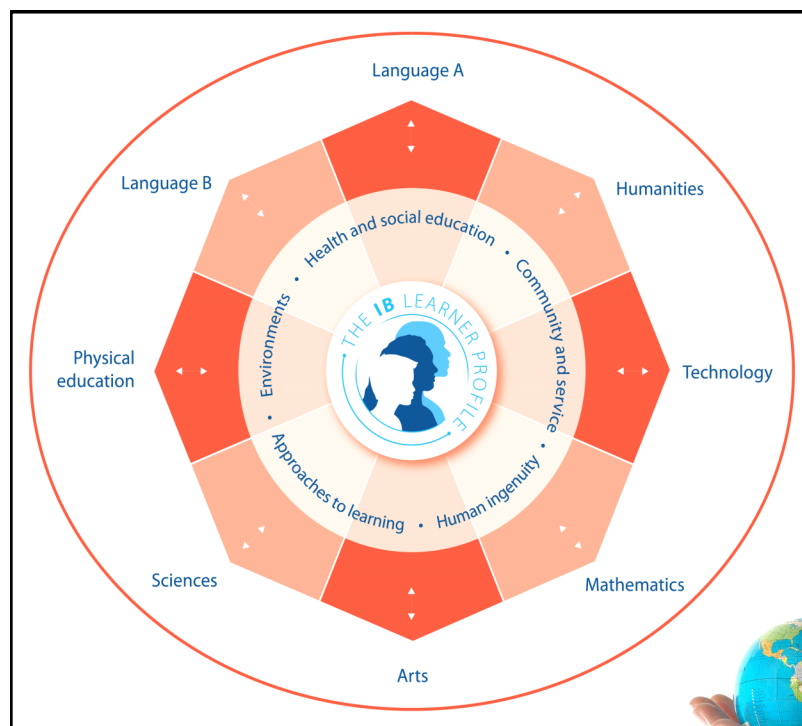 Language A
Language B
Humanities
Physical
education
Technology
Sciences
Mathematics
Arts
Health and social education •
Community and service •
Human ingenuity •
Approaches to learning •
Environments •
THE IB LEARNER PROFILE